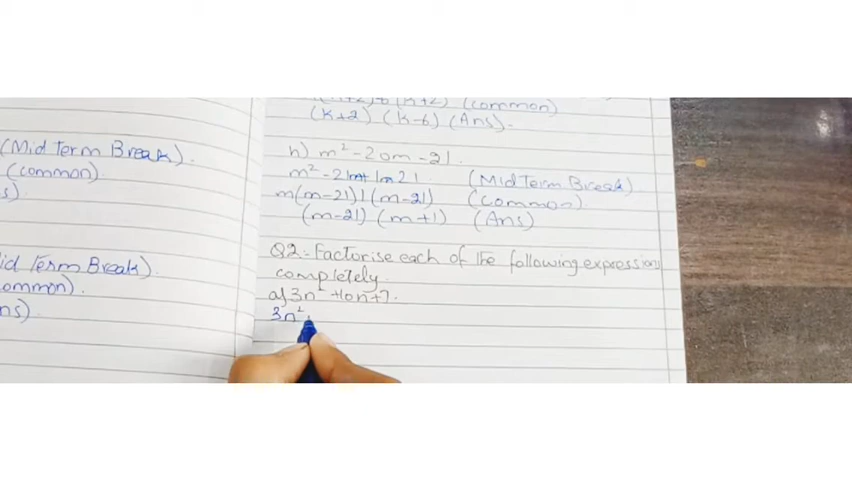 (Mid Term Break).
(common).
s)
id Term Break).
ommon).
ns)
(common)
(k+2) (k-6) (Ans).
h) m² -20m -21.
m² -21m+1m 21 (Mid Term Break)
m(m-21)1(m-21) (common)
(m-21) (m+1) (Ans)
Q2. Factorise each of the following expressions
completely.
a) 3n² +10n+7.
3n²